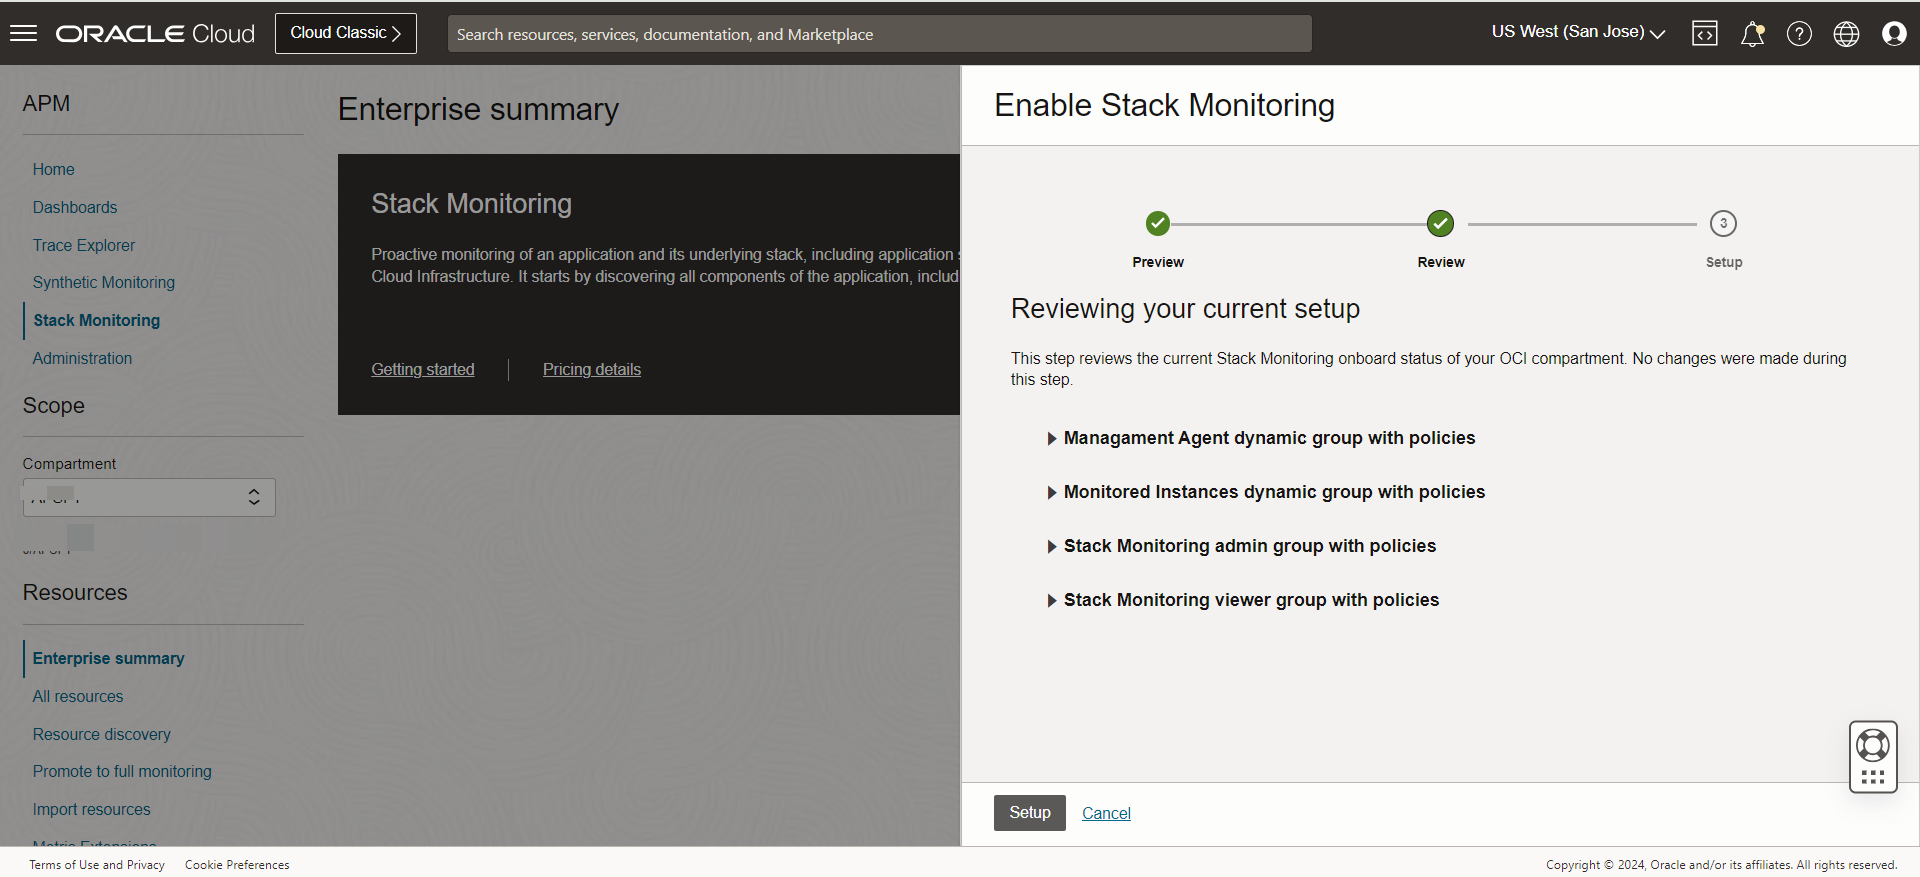 ORACLE Cloud
Cloud Classic
Search resources, services, documentation, and Marketplace
US West (San Jose)
APM
Home
Dashboards
Trace Explorer
Synthetic Monitoring
Stack Monitoring
Administration
Scope
Compartment
Resources
Enterprise summary
All resources
Resource discovery
Promote to full monitoring
Import resources
Metric Extensions
Enterprise summary
Stack Monitoring
Proactive monitoring of an application and its underlying stack, including application
Cloud Infrastructure. It starts by discovering all components of the application, includ
Getting started
Pricing details
Enable Stack Monitoring
3
Preview
Review
Setup
Reviewing your current setup
This step reviews the current Stack Monitoring onboard status of your OCI compartment. No changes were made during
this step.
Managament Agent dynamic group with policies
Monitored Instances dynamic group with policies
Stack Monitoring admin group with policies
Stack Monitoring viewer group with policies
Setup
Cancel
Terms of Use and Privacy
Cookie Preferences
Copyright © 2024, Oracle and/or its affiliates. All rights reserved.